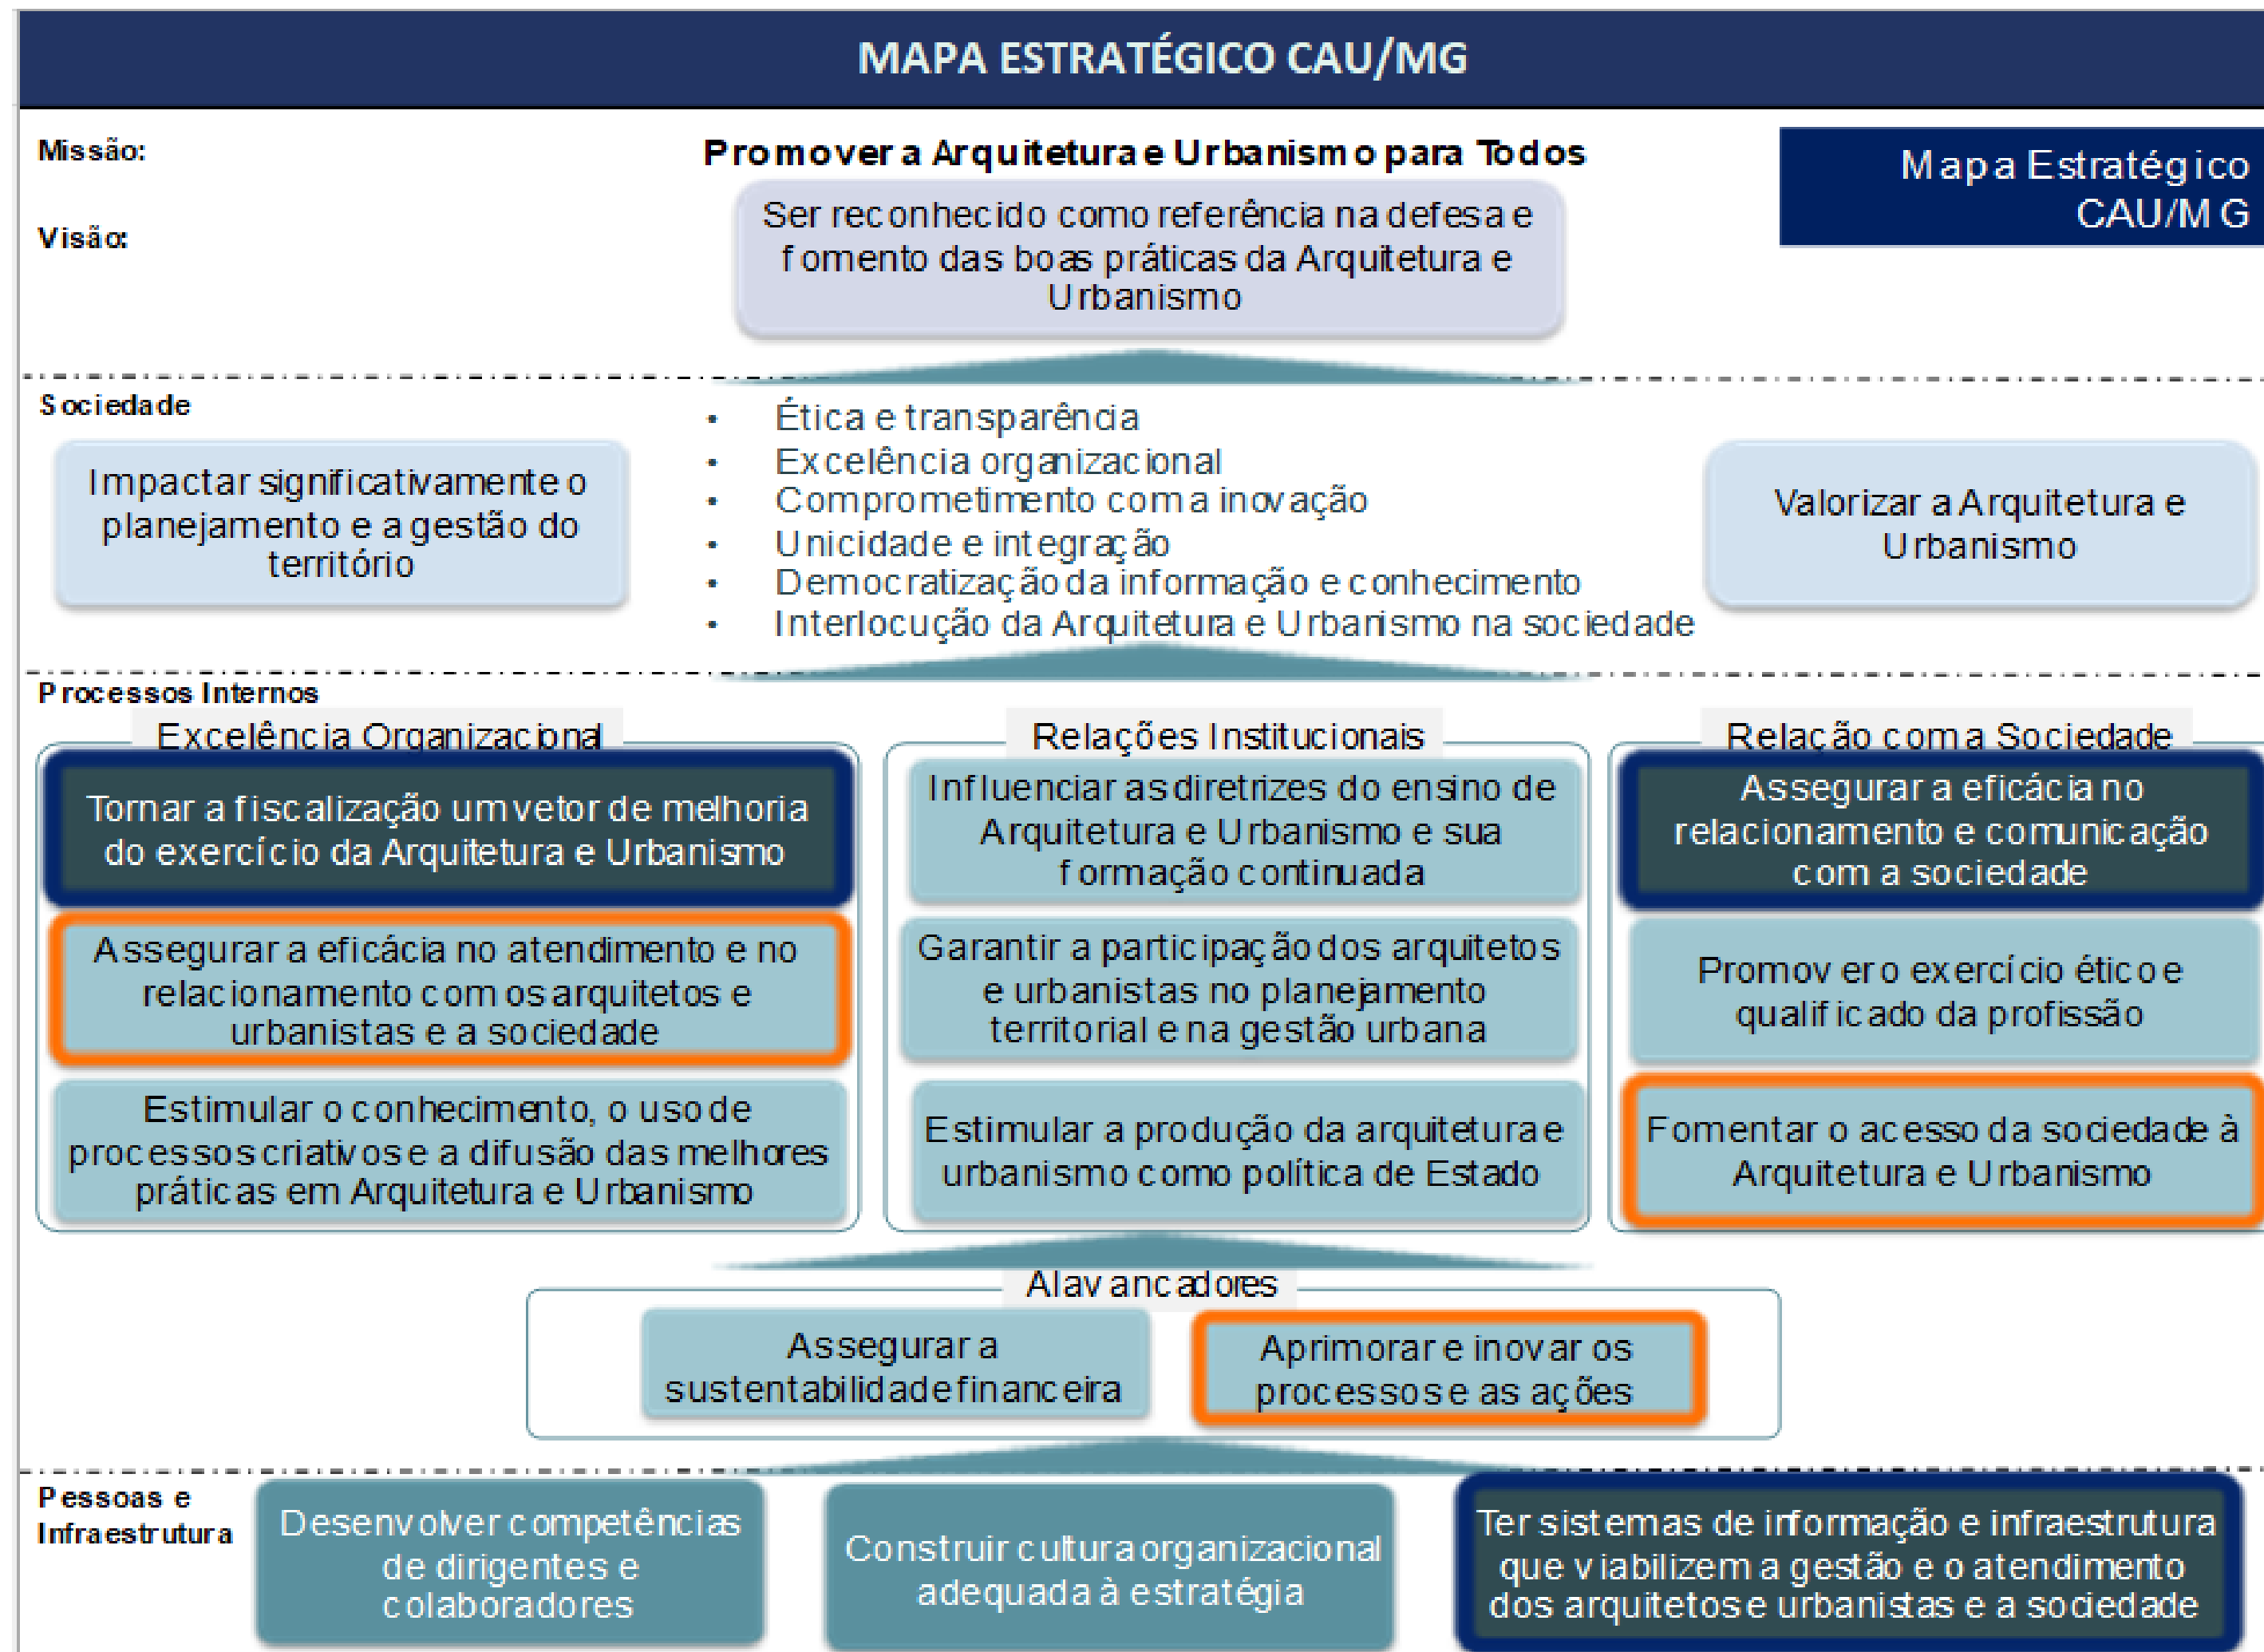 MAPA ESTRATÉGICO CAU/MG
Missão:
Promover a Arquitetura e Urbanismo para Todos
Mapa Estratégico
CAU/MG
Visão:
Ser reconhecido como referência na defesa e
fomento das boas práticas da Arquitetura e
Urbanismo
Sociedade
Impactar significativamente o
planejamento e a gestão do
território
• Ética e transparência
• Excelência organizacional
• Comprometimento com a inovação
• Unicidade e integração
• Democratização da informação e conhecimento
• Interlocução da Arquitetura e Urbanismo na sociedade
Valorizar a Arquitetura e
Urbanismo
Processos Internos
Excelência Organizacional
Tornar a fiscalização um vetor de melhoria
do exercício da Arquitetura e Urbanismo
Assegurar a eficácia no atendimento e no
relacionamento com os arquitetos e
urbanistas e a sociedade
Estimular o conhecimento, o uso de
processos criativos e a difusão das melhores
práticas em Arquitetura e Urbanismo
Relações Institucionais
Influenciar as diretrizes do ensino de
Arquitetura e Urbanismo e sua
formação continuada
Garantir a participação dos arquitetos
e urbanistas no planejamento
territorial e na gestão urbana
Estimular a produção da arquitetura e
urbanismo como política de Estado
Relação com a Sociedade
Assegurar a eficácia no
relacionamento e comunicação
com a sociedade
Promover o exercício ético e
qualificado da profissão
Fomentar o acesso da sociedade à
Arquitetura e Urbanismo
Alavancadores
Assegurar a
sustentabilidade financeira
Aprimorar e inovar os
processos e as ações
Pessoas e
Infraestrutura
Desenvolver competências
de dirigentes e
colaboradores
Construir cultura organizacional
adequada à estratégia
Ter sistemas de informação e infraestrutura
que viabilizem a gestão e o atendimento
dos arquitetos e urbanistas e a sociedade